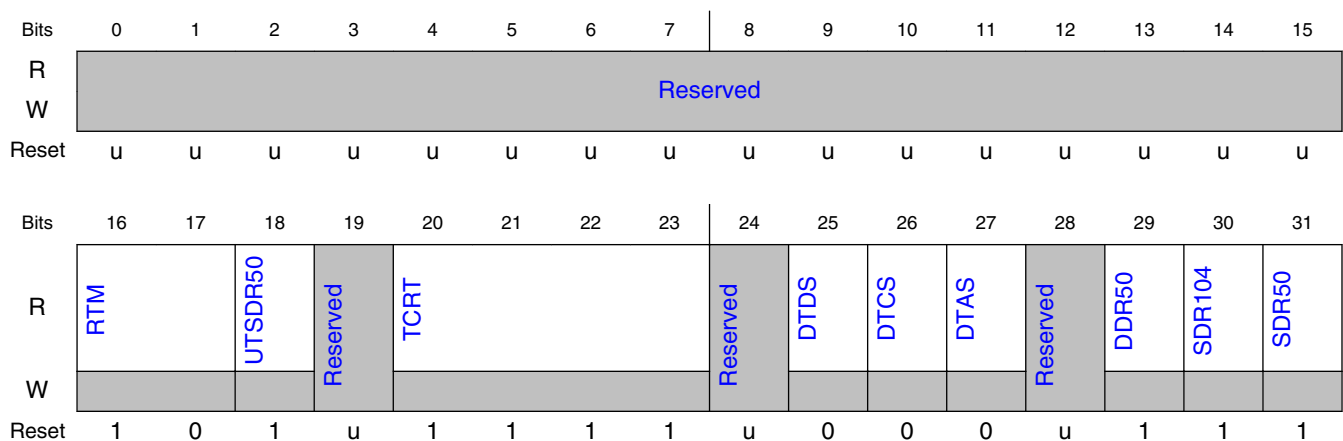 Bits 0 1 2 3 4 5 6 7 8 9 10 11 12 13 14 15
R
Reserved
W
Reset u u u u u u u u u u u u u u u u
Bits 16 17 18 19 20 21 22 23 24 25 26 27 28 29 30 31
R RTM UTSDR50 Reserved TCRT Reserved DTDS DTCS DTAS Reserved DDR50 SDR104 SDR50
W
Reset 1 0 1 u 1 1 1 1 u 0 0 0 u 1 1 1